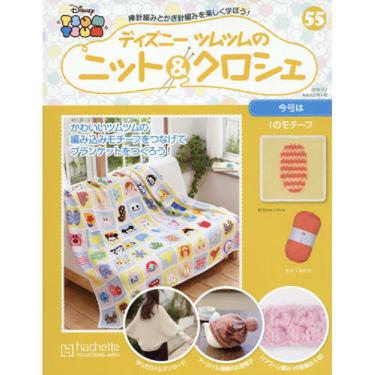 棒針編みとかぎ針編みを楽しく学ぼう!
Disney
TSUM TSUM
55
ディズニー ツムツムの
ニット&クロシェ
今号は
1のモチーフ
かわいいツムツムの
編み込みモチーフをつなげて
ブランケットをつくろう!
hachette
COLLECTIONS JAPAN